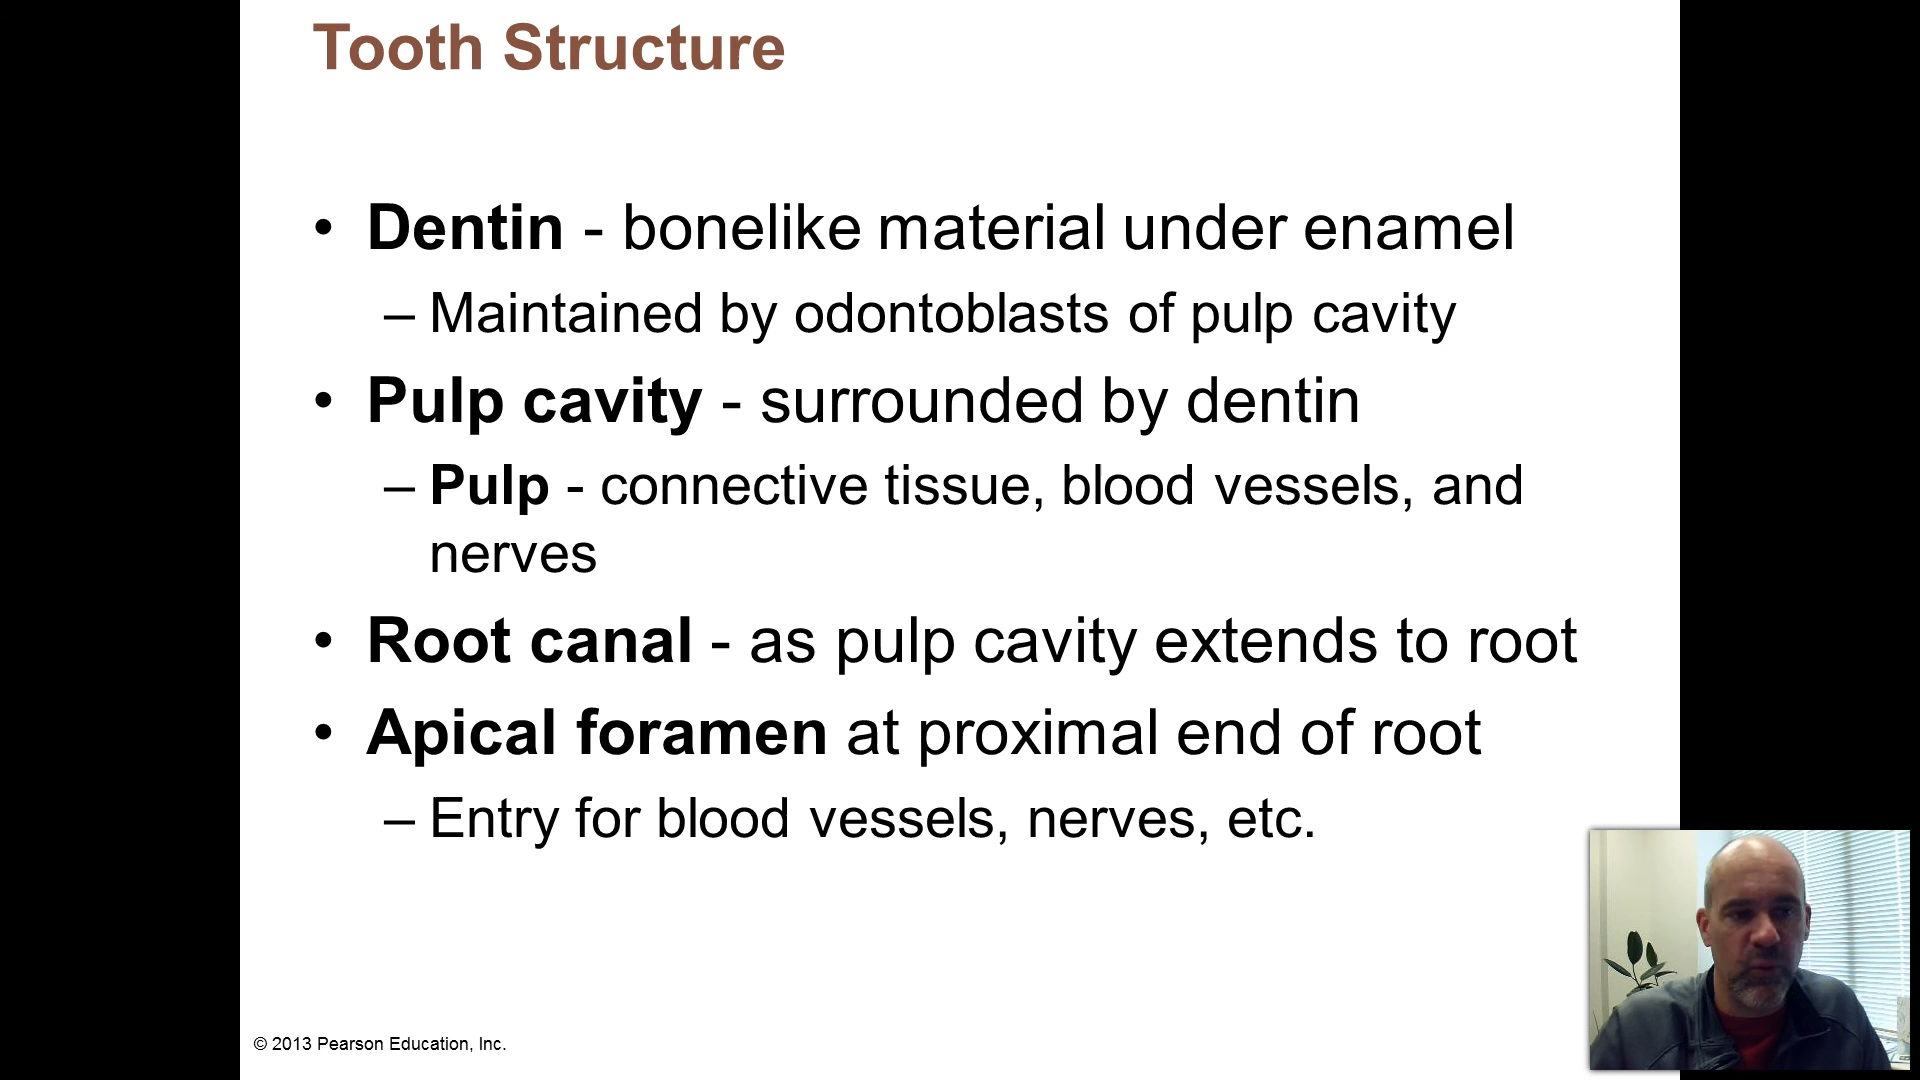 Tooth Structure
• Dentin - bonelike material under enamel
– Maintained by odontoblasts of pulp cavity
• Pulp cavity - surrounded by dentin
– Pulp - connective tissue, blood vessels, and
nerves
• Root canal - as pulp cavity extends to root
• Apical foramen at proximal end of root
– Entry for blood vessels, nerves, etc.
© 2013 Pearson Education, Inc.